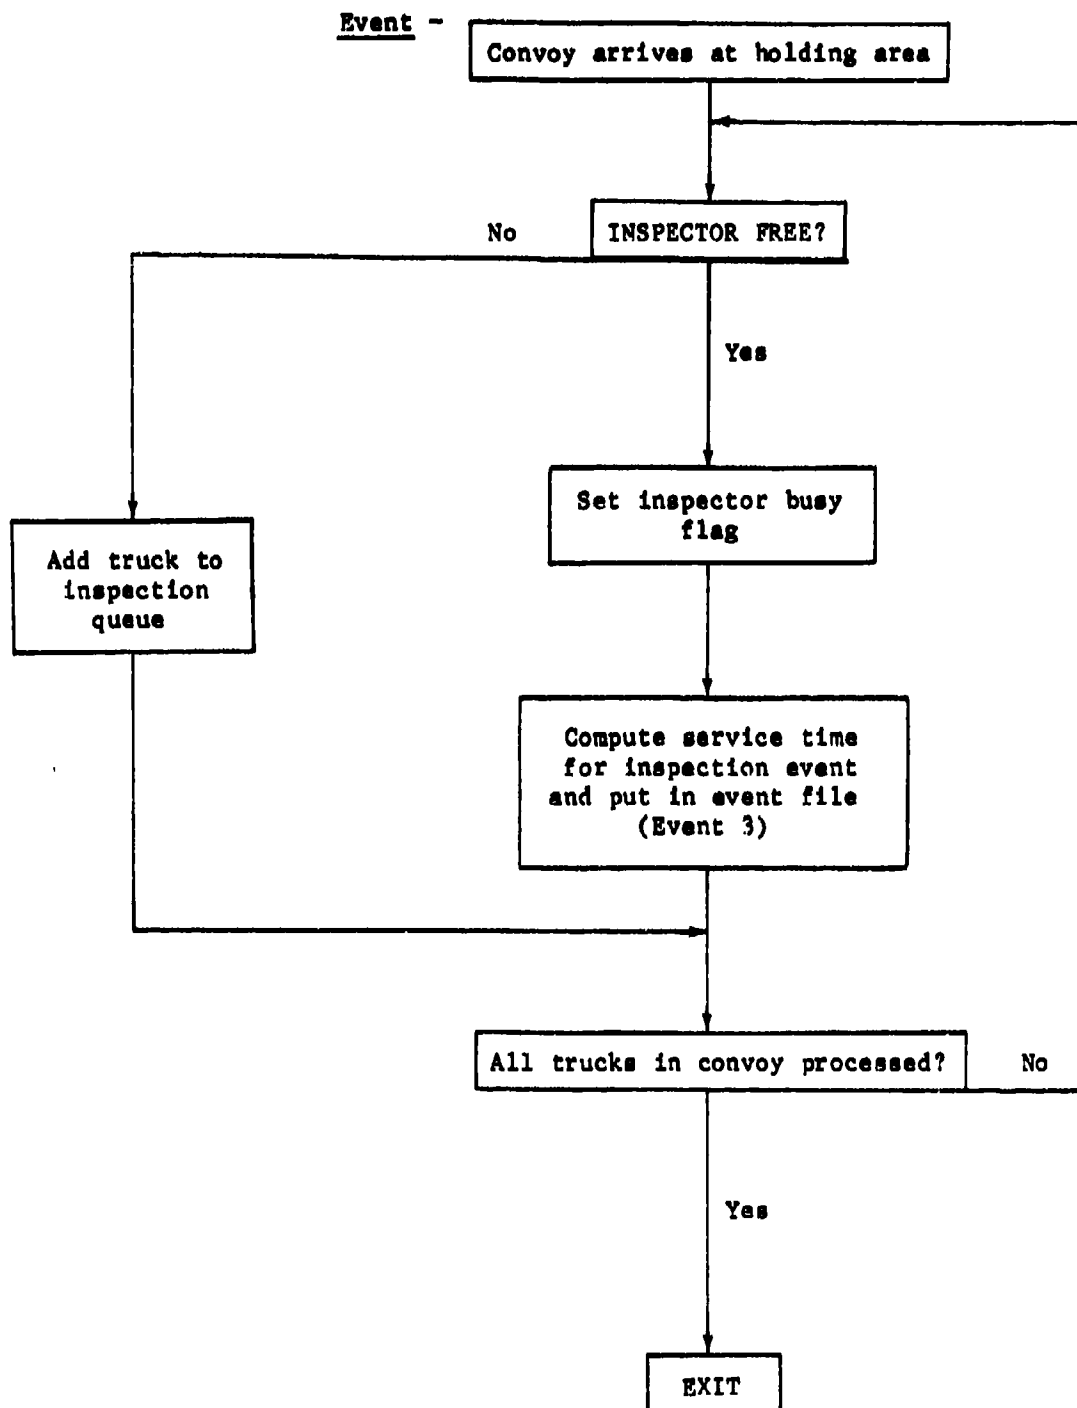 Event - 
Convoy arrives at holding area
INSPECTOR FREE?
No
Yes
Set inspector busy
flag
Add truck to
inspection
queue
Compute service time
for inspection event
and put in event file
(Event 3)
All trucks in convoy processed?
No
Yes
EXIT